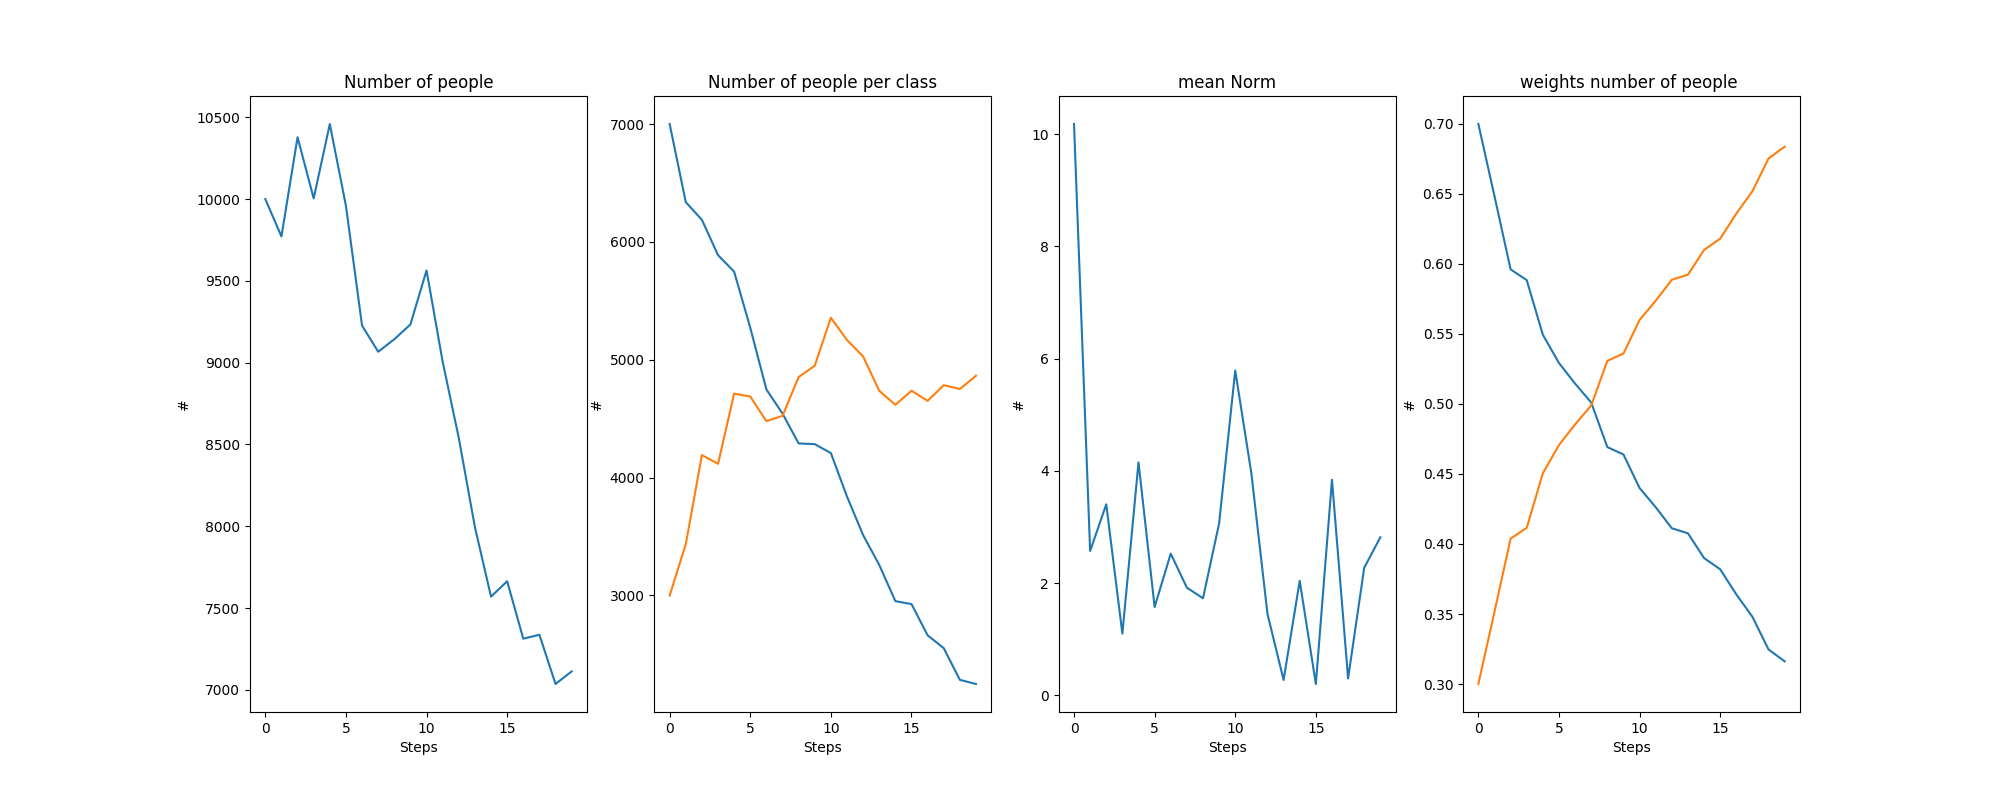 Number of people
10500
10000
9500
9000
8500
8000
7500
7000
#
0 5 10 15
Steps
Number of people per class
7000
6000
5000
4000
3000
#
0 5 10 15
Steps
mean Norm
10
8
6
4
2
0
#
0 5 10 15
Steps
weights number of people
0.70
0.65
0.60
0.55
0.50
0.45
0.40
0.35
0.30
#
0 5 10 15
Steps